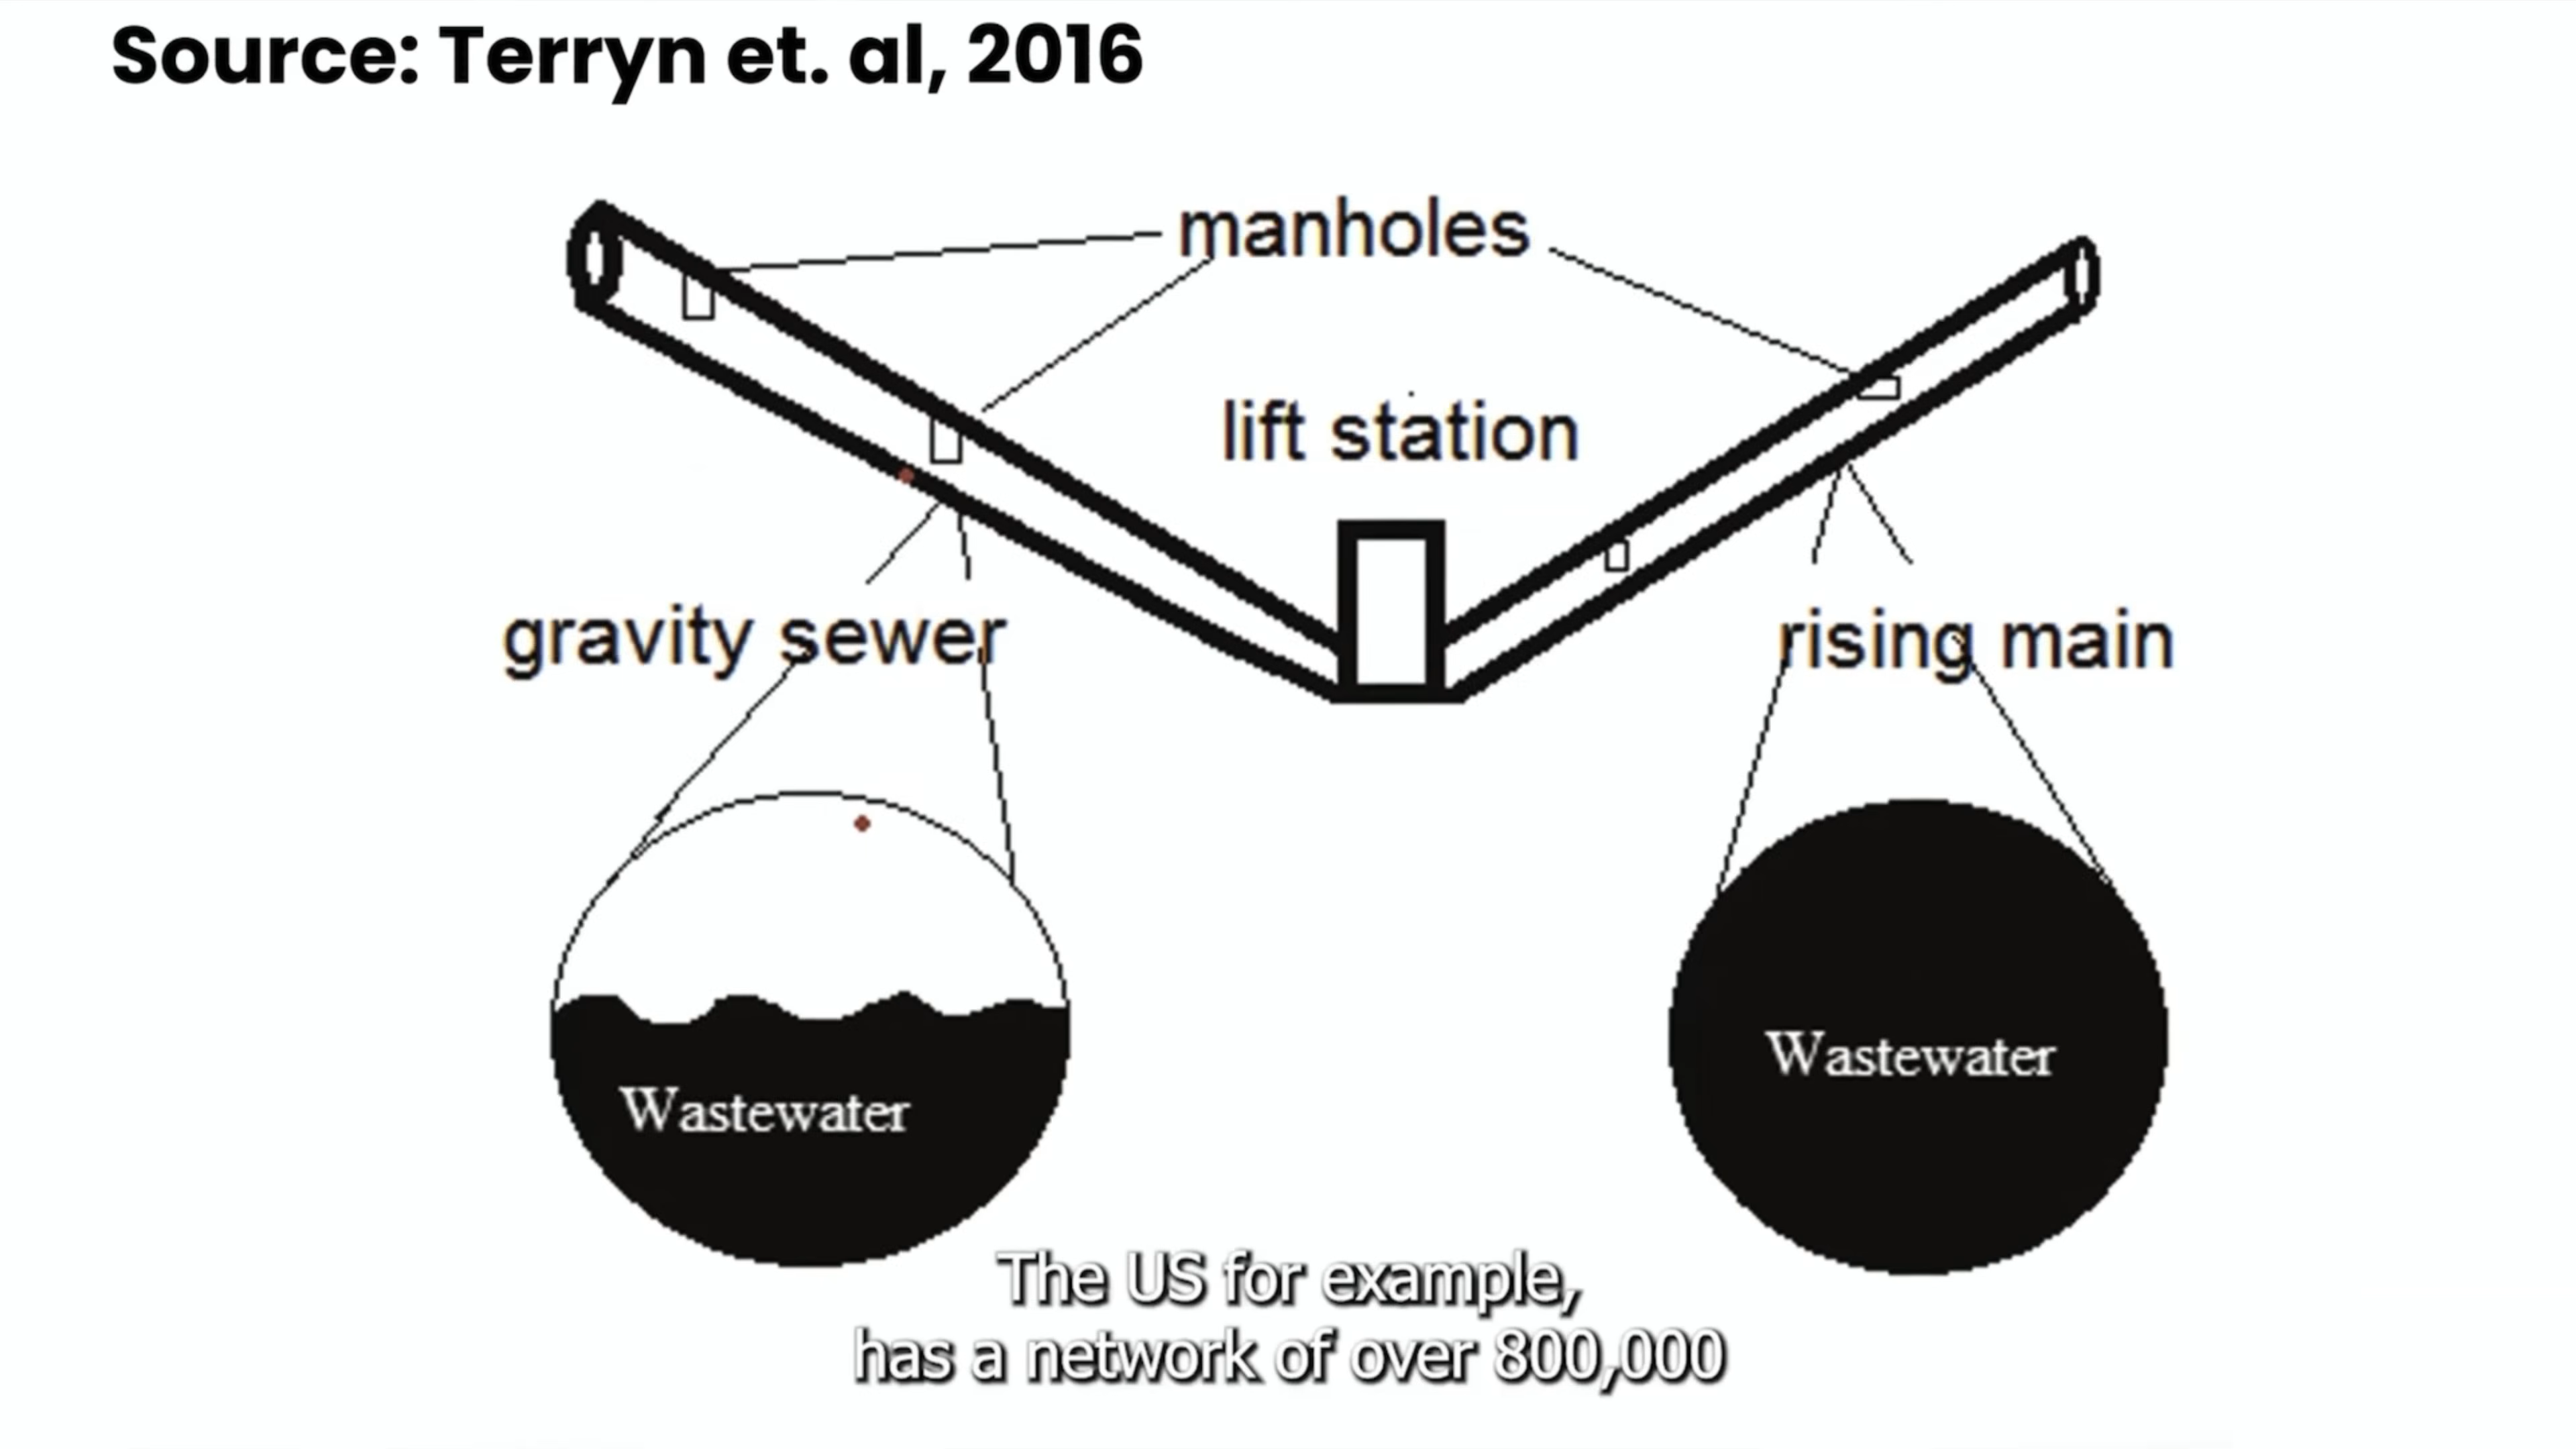 Source: Terryn et. al, 2016
manholes
lift station
gravity sewer
rising main
Wastewater
Wastewater
The US for example,
has a network of over 800,000